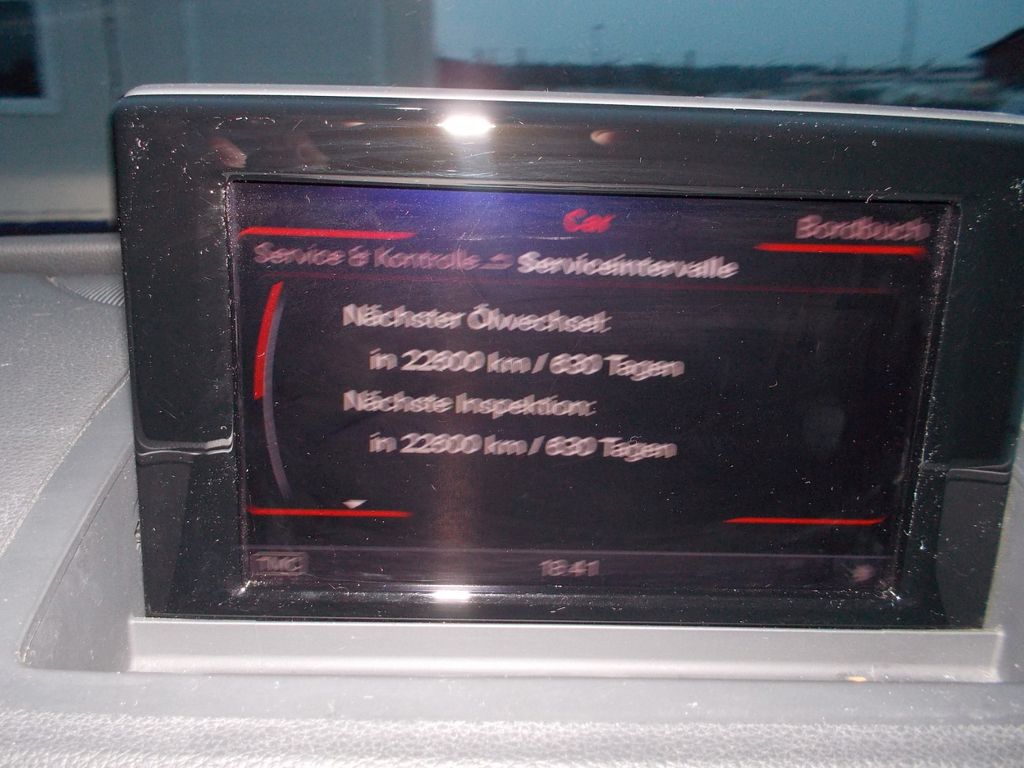 Car
Bordbuch
Service & Kontrolle Serviceintervalle
Nächster Ölwechsel:
in 22600 km / 630 Tagen
Nächste Inspektion:
in 22600 km / 630 Tagen
TMC 18:41